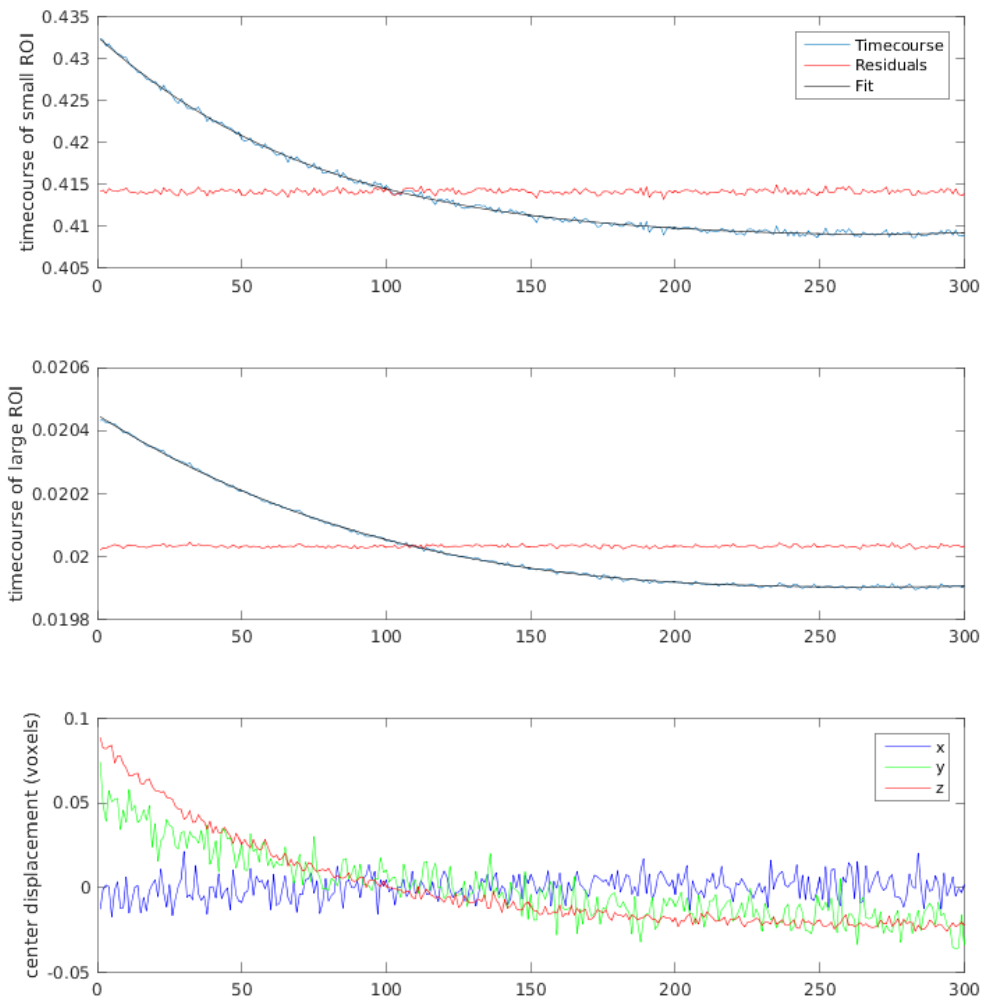 timecourse of small ROI
0.435
0.43
0.425
0.42
0.415
0.41
0.405
Timecourse
Residuals
Fit
0 50 100 150 200 250 300
timecourse of large ROI
0.0206
0.0204
0.0202
0.02
0.0198
0 50 100 150 200 250 300
center displacement (voxels)
0.1
0.05
0
-0.05
x
y
z
0 50 100 150 200 250 300